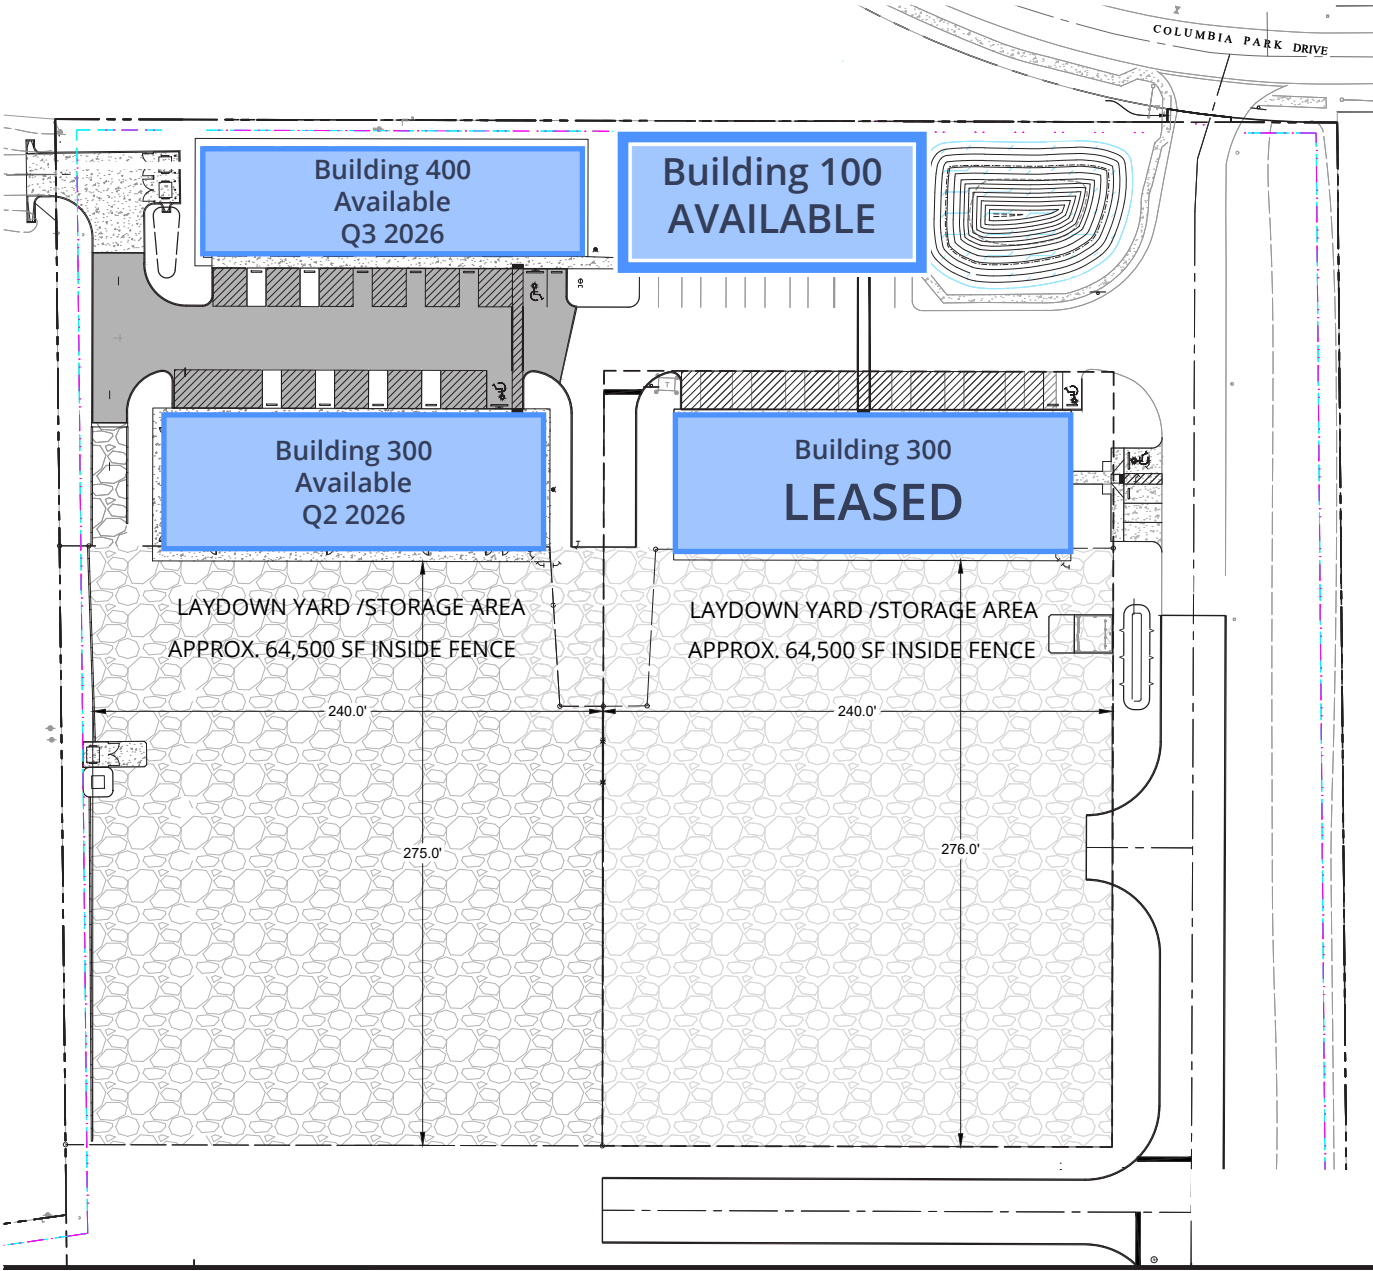 COLUMBIA PARK DRIVE
Building 400
Available
Q3 2026
Building 100
AVAILABLE
Building 300
Available
Q2 2026
Building 300
LEASED
LAYDOWN YARD /STORAGE AREA
APPROX. 64,500 SF INSIDE FENCE
LAYDOWN YARD /STORAGE AREA
APPROX. 64,500 SF INSIDE FENCE
240.0'
240.0'
275.0'
276.0'
T